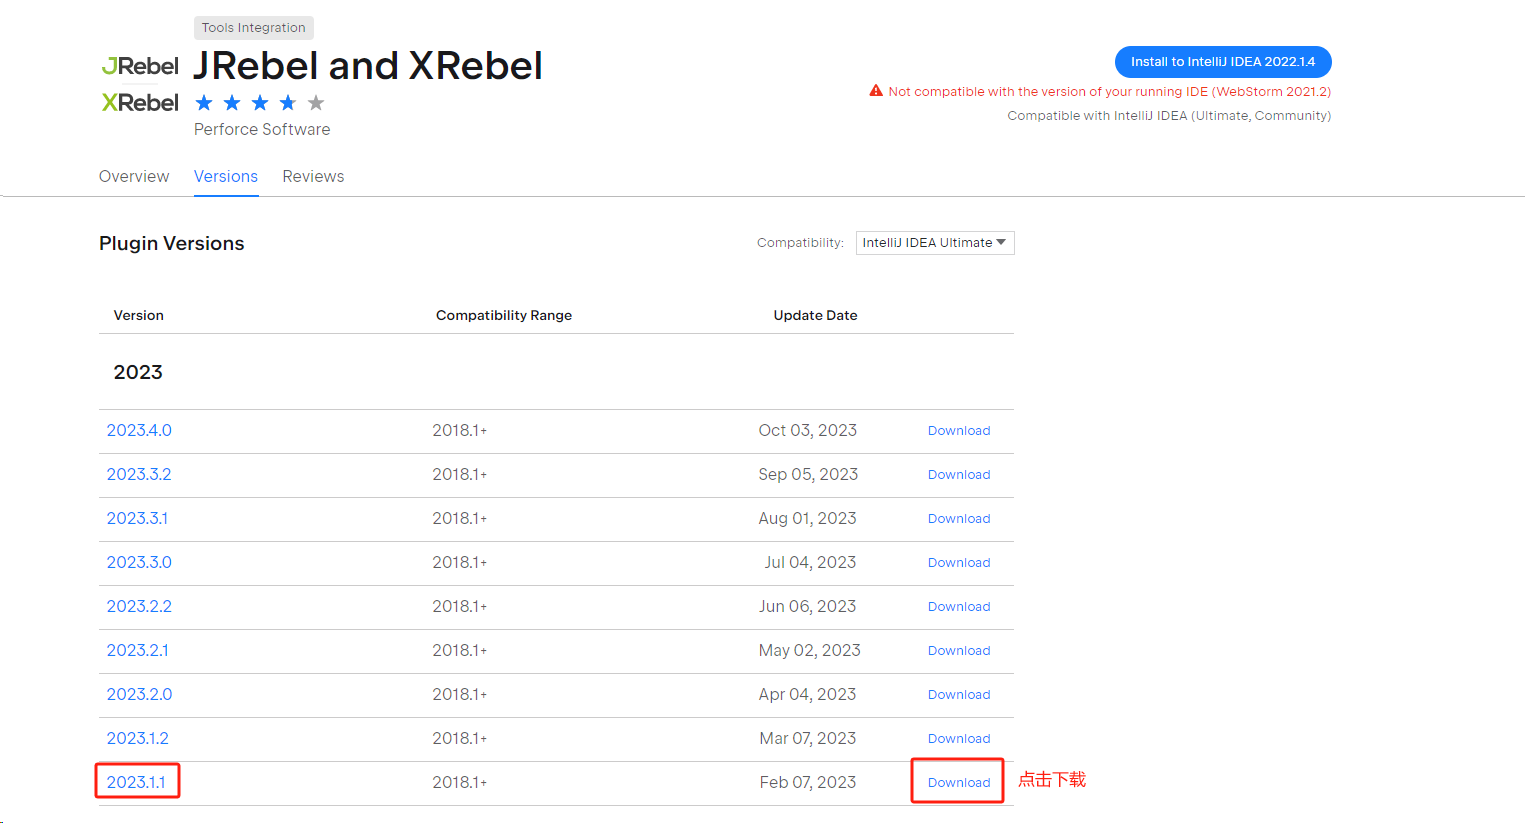 Tools Integration
JRebel
XRebel
JRebel and XRebel
Perforce Software
Install to IntelliJ IDEA 2022.1.4
Not compatible with the version of your running IDE (WebStorm 2021.2)
Compatible with IntelliJ IDEA (Ultimate, Community)
Overview Versions Reviews
Plugin Versions
Compatibility: IntelliJ IDEA Ultimate
Version Compatibility Range Update Date
2023
2023.4.0 2018.1+ Oct 03, 2023 Download
2023.3.2 2018.1+ Sep 05, 2023 Download
2023.3.1 2018.1+ Aug 01, 2023 Download
2023.3.0 2018.1+ Jul 04, 2023 Download
2023.2.2 2018.1+ Jun 06, 2023 Download
2023.2.1 2018.1+ May 02, 2023 Download
2023.2.0 2018.1+ Apr 04, 2023 Download
2023.1.2 2018.1+ Mar 07, 2023 Download
2023.1.1 2018.1+ Feb 07, 2023 Download 点击下载